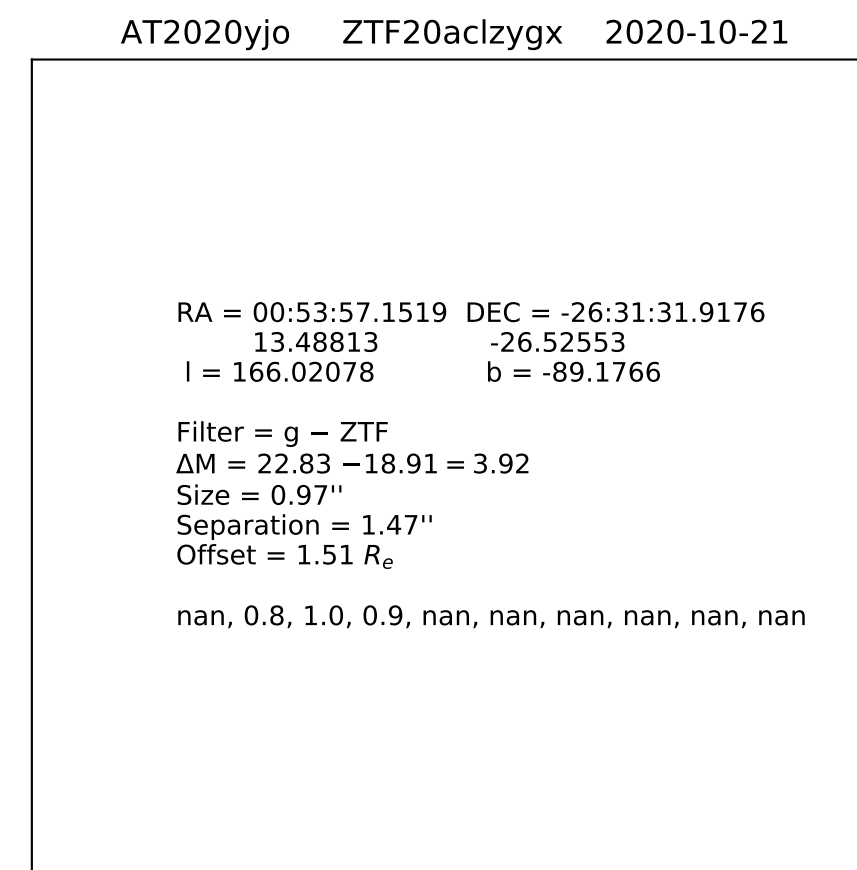 AT2020yjo ZTF20aclzygx 2020-10-21
RA = 00:53:57.1519 DEC = -26:31:31.9176
13.48813 -26.52553
l = 166.02078 b = -89.1766
Filter = g − ZTF
ΔM = 22.83 −18.91 = 3.92
Size = 0.97''
Separation = 1.47''
Offset = 1.51 Rₑ
nan, 0.8, 1.0, 0.9, nan, nan, nan, nan, nan, nan